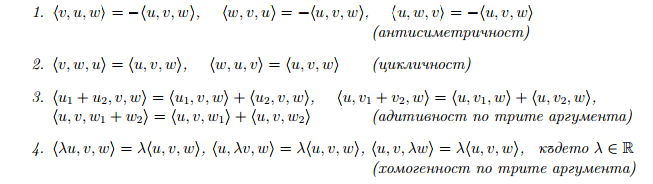 1. ⟨v, u, w⟩ = −⟨u, v, w⟩, ⟨w, v, u⟩ = −⟨u, v, w⟩, ⟨u, w, v⟩ = −⟨u, v, w⟩
(антисиметричност)
2. ⟨v, w, u⟩ = ⟨u, v, w⟩, ⟨w, u, v⟩ = ⟨u, v, w⟩ (цикличност)
3. ⟨u₁ + u₂, v, w⟩ = ⟨u₁, v, w⟩ + ⟨u₂, v, w⟩, ⟨u, v₁ + v₂, w⟩ = ⟨u, v₁, w⟩ + ⟨u, v₂, w⟩,
⟨u, v, w₁ + w₂⟩ = ⟨u, v, w₁⟩ + ⟨u, v, w₂⟩ (адитивност по трите аргумента)
4. ⟨λu, v, w⟩ = λ⟨u, v, w⟩, ⟨u, λv, w⟩ = λ⟨u, v, w⟩, ⟨u, v, λw⟩ = λ⟨u, v, w⟩, където λ ∈ ℝ
(хомогенност по трите аргумента)